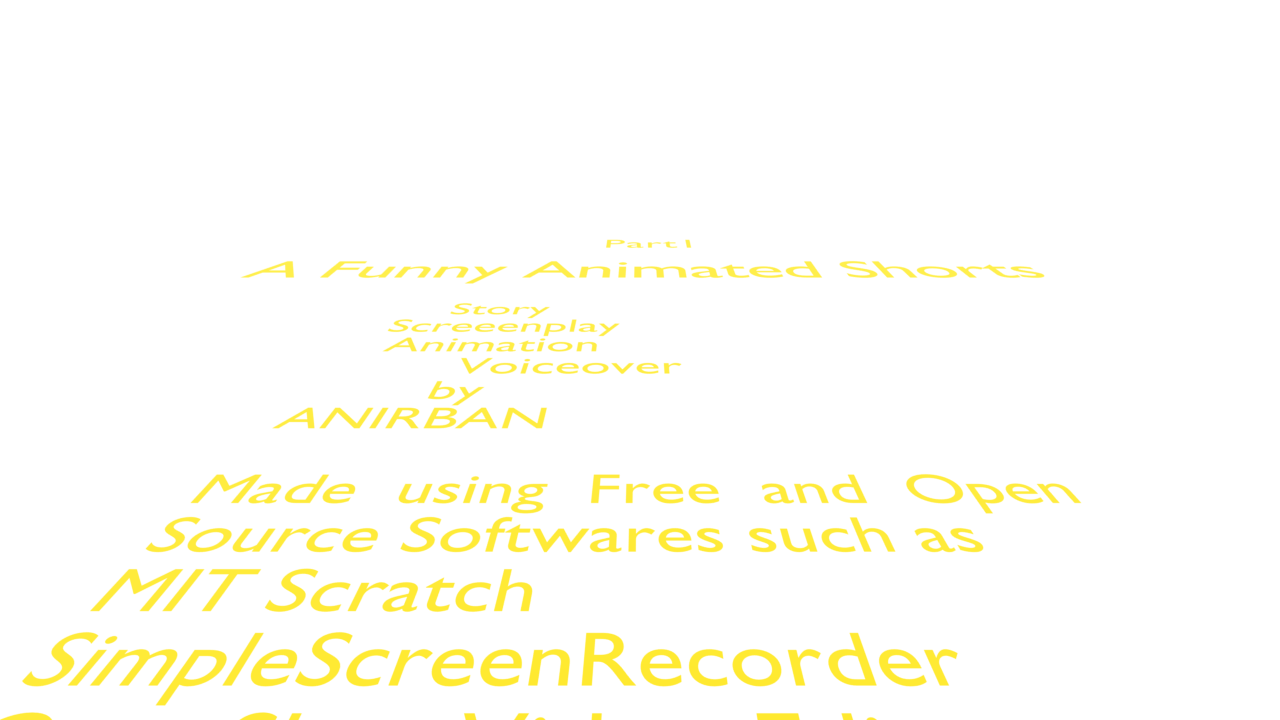 Part1
A Funny Animated Shorts
Story
Screeenplay
Animation
Voiceover
by
ANIRBAN
Made using Free and Open
Source Softwares such as
MIT Scratch
SimpleScreenRecorder